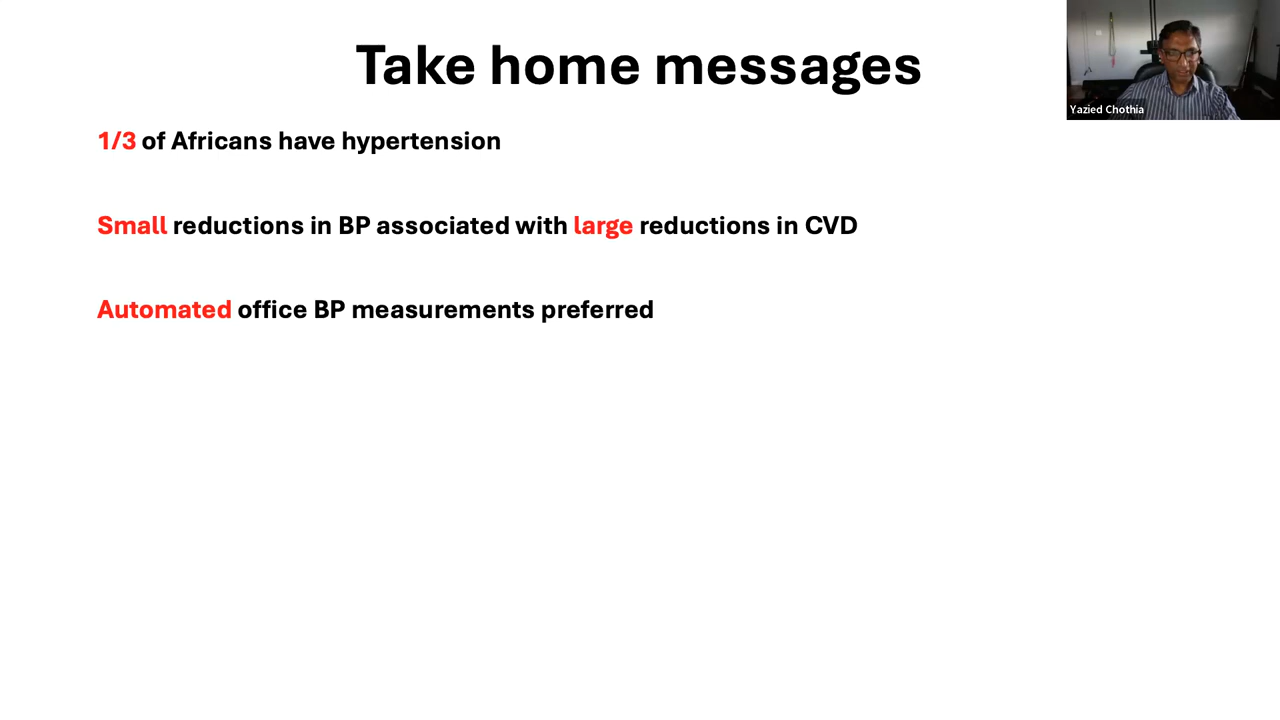 Take home messages
Yazied Chothia
1/3 of Africans have hypertension
Small reductions in BP associated with large reductions in CVD
Automated office BP measurements preferred